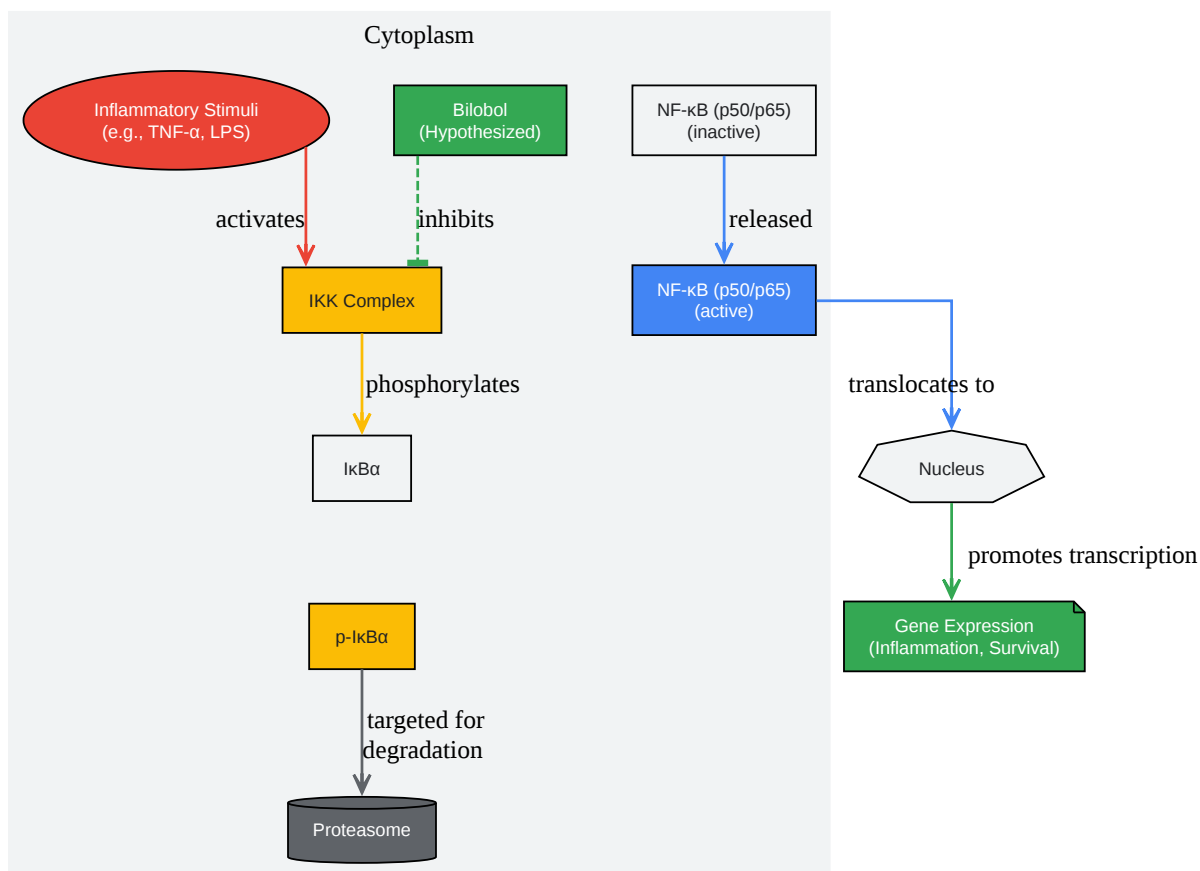 Cytoplasm
Inflammatory Stimuli
(e.g., TNF-α, LPS)
Bilobol
(Hypothesized)
NF-κB (p50/p65)
(inactive)
activates
inhibits
released
IKK Complex
NF-κB (p50/p65)
(active)
phosphorylates
translocates to
IκBα
Nucleus
promotes transcription
p-IκBα
Gene Expression
(Inflammation, Survival)
targeted for
degradation
Proteasome